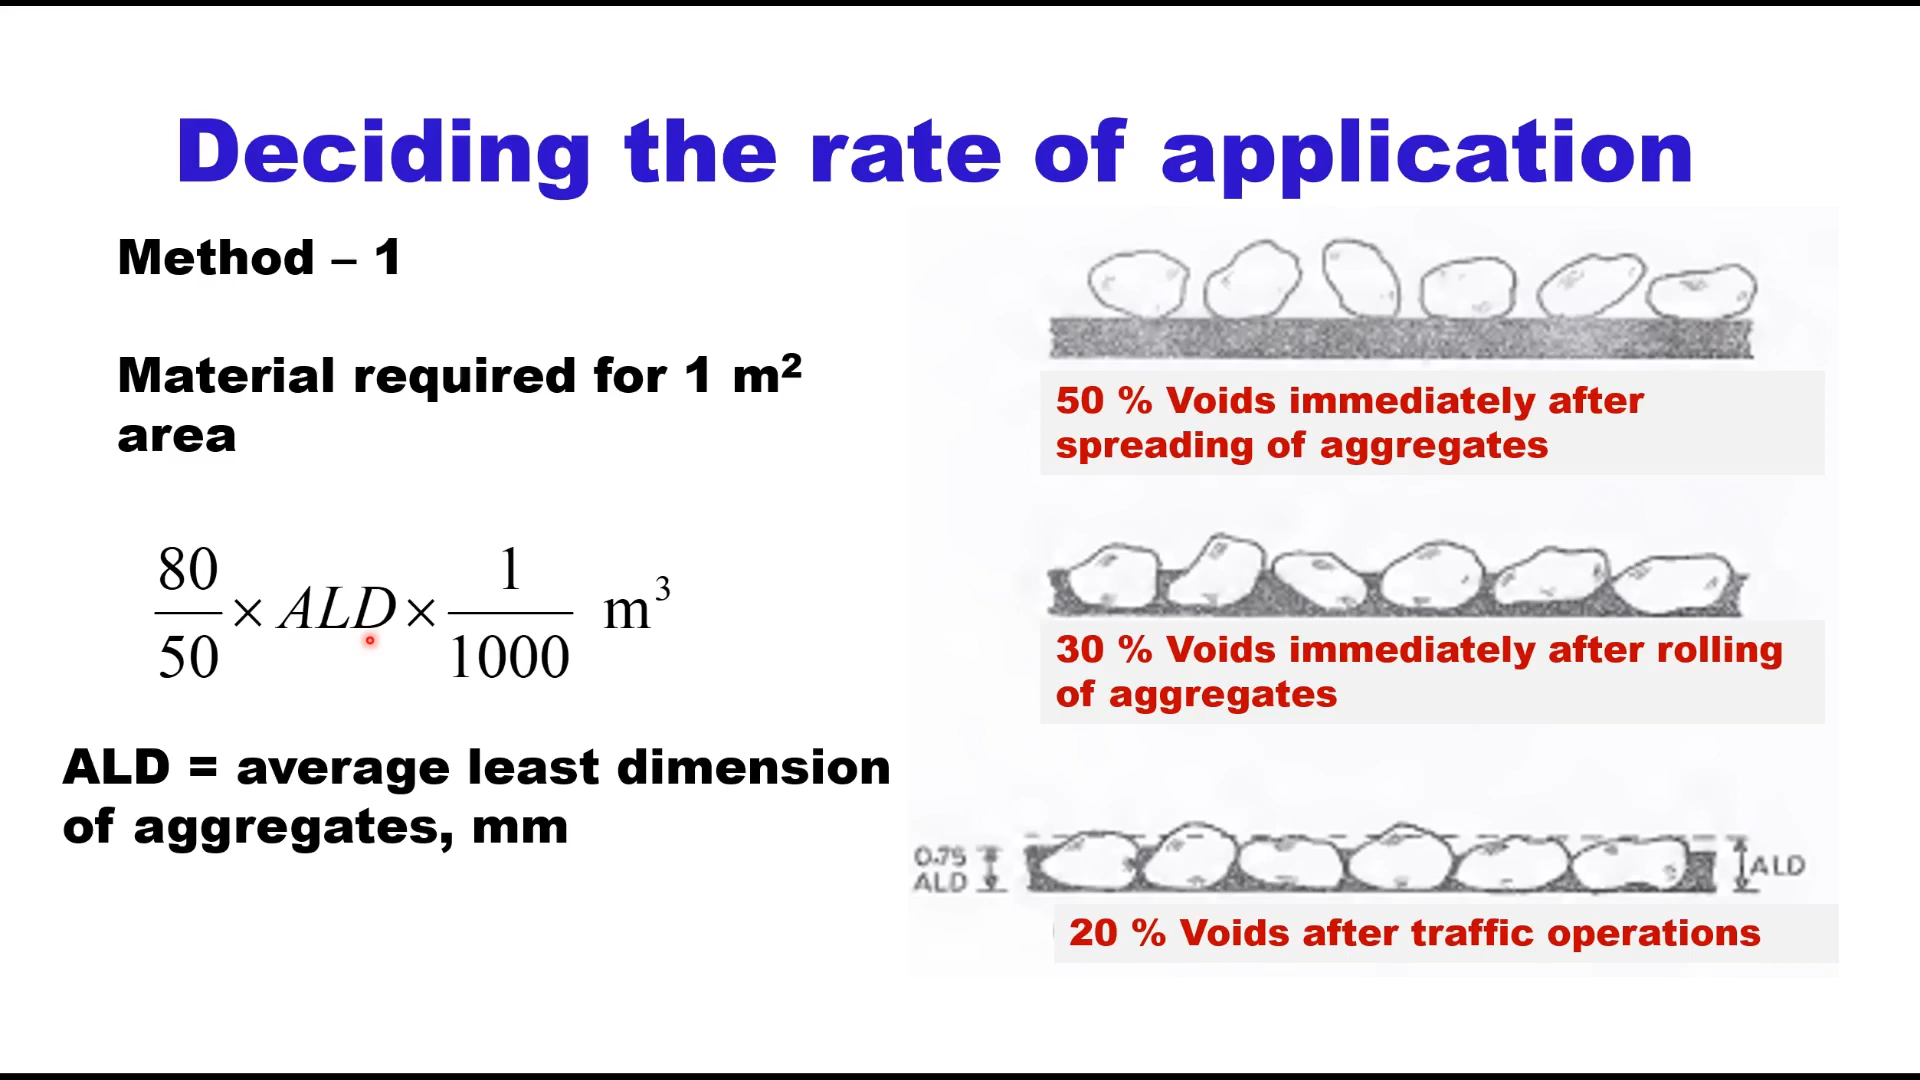 Deciding the rate of application
Method – 1
Material required for 1 m²
area
80/50 × ALD × 1/1000 m³
ALD = average least dimension
of aggregates, mm
50 % Voids immediately after
spreading of aggregates
30 % Voids immediately after rolling
of aggregates
0.75
ALD
ALD
20 % Voids after traffic operations